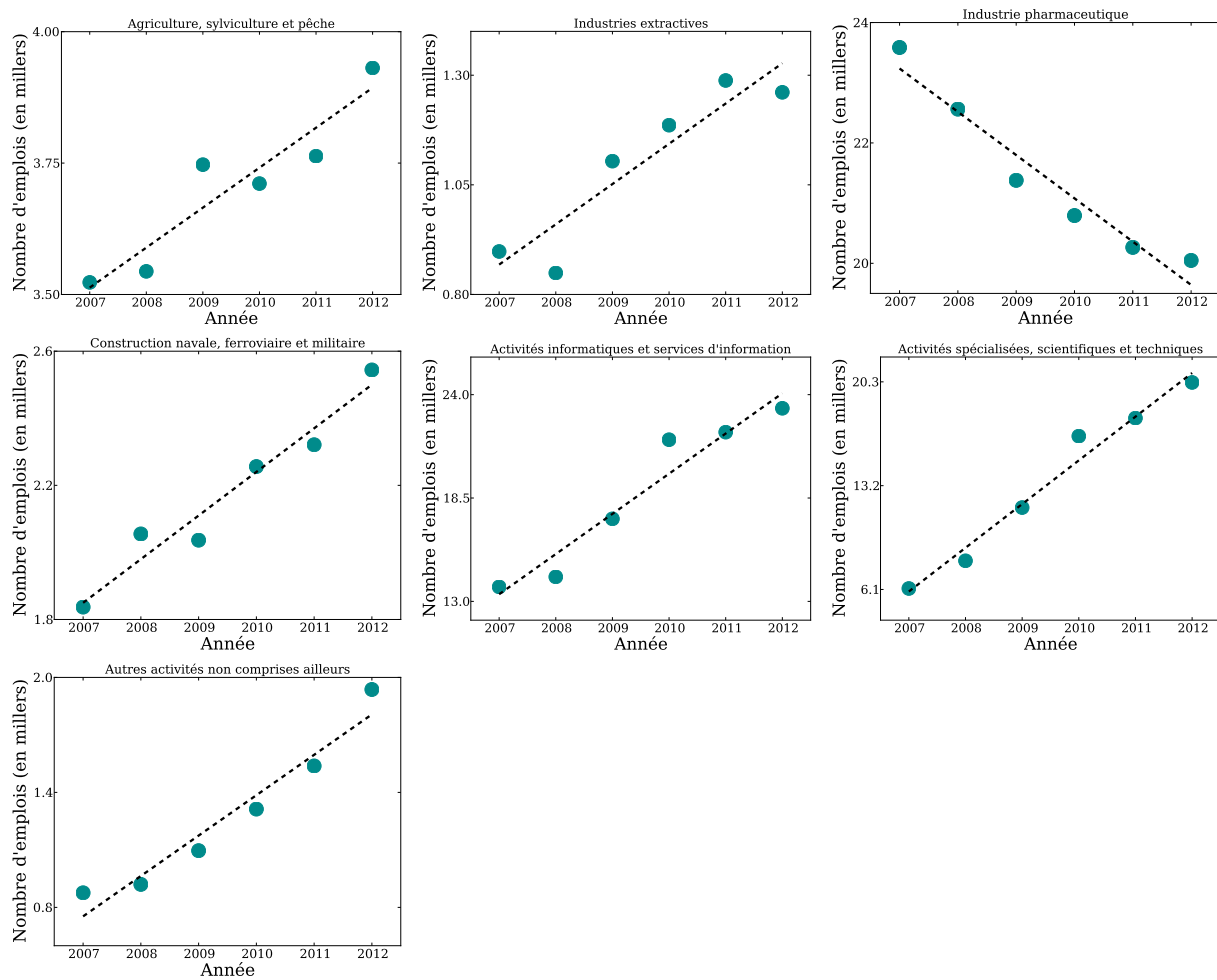 Agriculture, sylviculture et pêche
Nombre d'emplois (en millers)
4.00
3.75
3.50
2007 2008 2009 2010 2011 2012
Année
Industries extractives
Nombre d'emplois (en millers)
1.30
1.05
0.80
2007 2008 2009 2010 2011 2012
Année
Industrie pharmaceutique
Nombre d'emplois (en millers)
24
22
20
2007 2008 2009 2010 2011 2012
Année
Construction navale, ferroviaire et militaire
Nombre d'emplois (en millers)
2.6
2.2
1.8
2007 2008 2009 2010 2011 2012
Année
Activités informatiques et services d'information
Nombre d'emplois (en millers)
24.0
18.5
13.0
2007 2008 2009 2010 2011 2012
Année
Activités spécialisées, scientifiques et techniques
Nombre d'emplois (en millers)
20.3
13.2
6.1
2007 2008 2009 2010 2011 2012
Année
Autres activités non comprises ailleurs
Nombre d'emplois (en millers)
2.0
1.4
0.8
2007 2008 2009 2010 2011 2012
Année